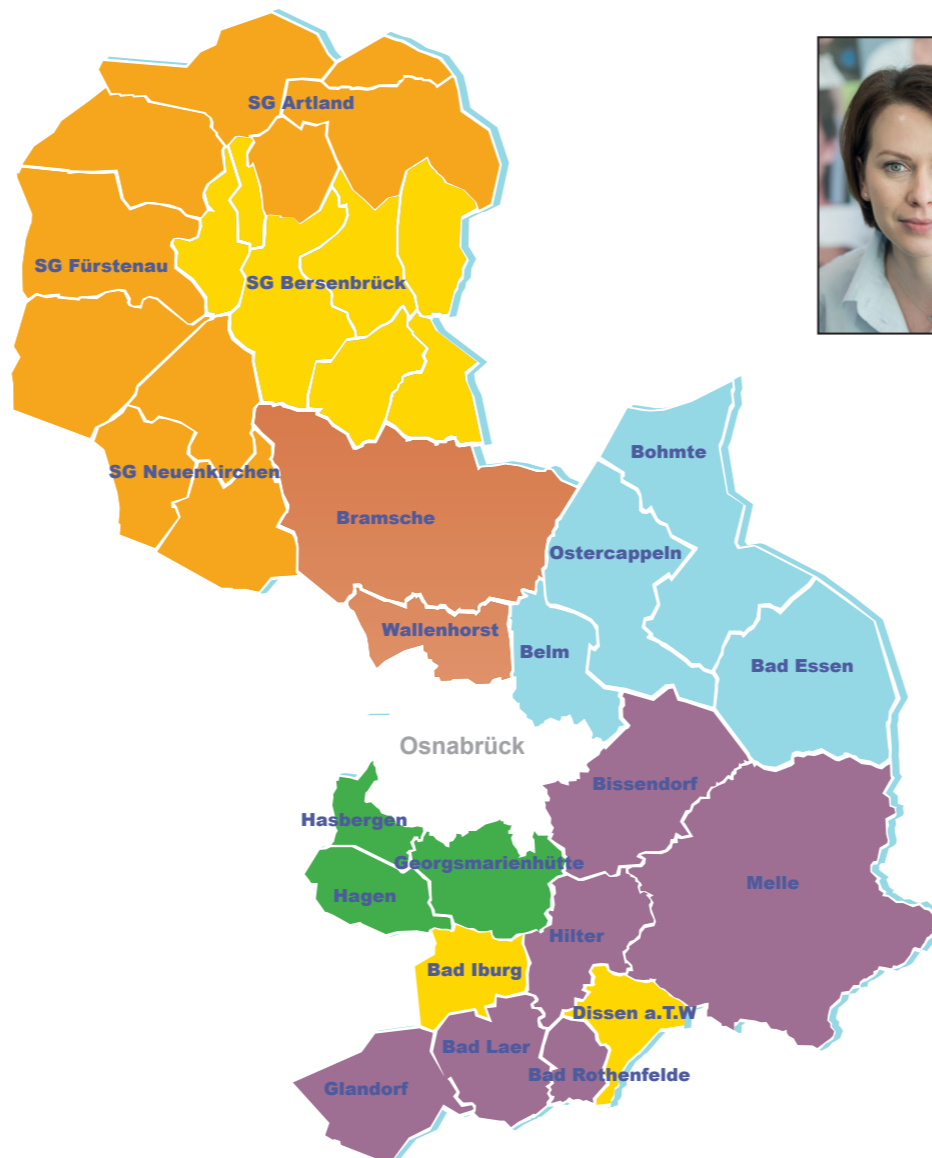 SG Artland
SG Fürstenau
SG Bersenbrück
Bohmte
SG Neuenkirchen
Bramsche
Ostercappeln
Wallenhorst
Belm
Bad Essen
Osnabrück
Bissendorf
Hasbergen
Georgsmarienhütte
Melle
Hagen
Hilter
Bad Iburg
Dissen a.T.W
Bad Laer
Bad Rothenfelde
Glandorf